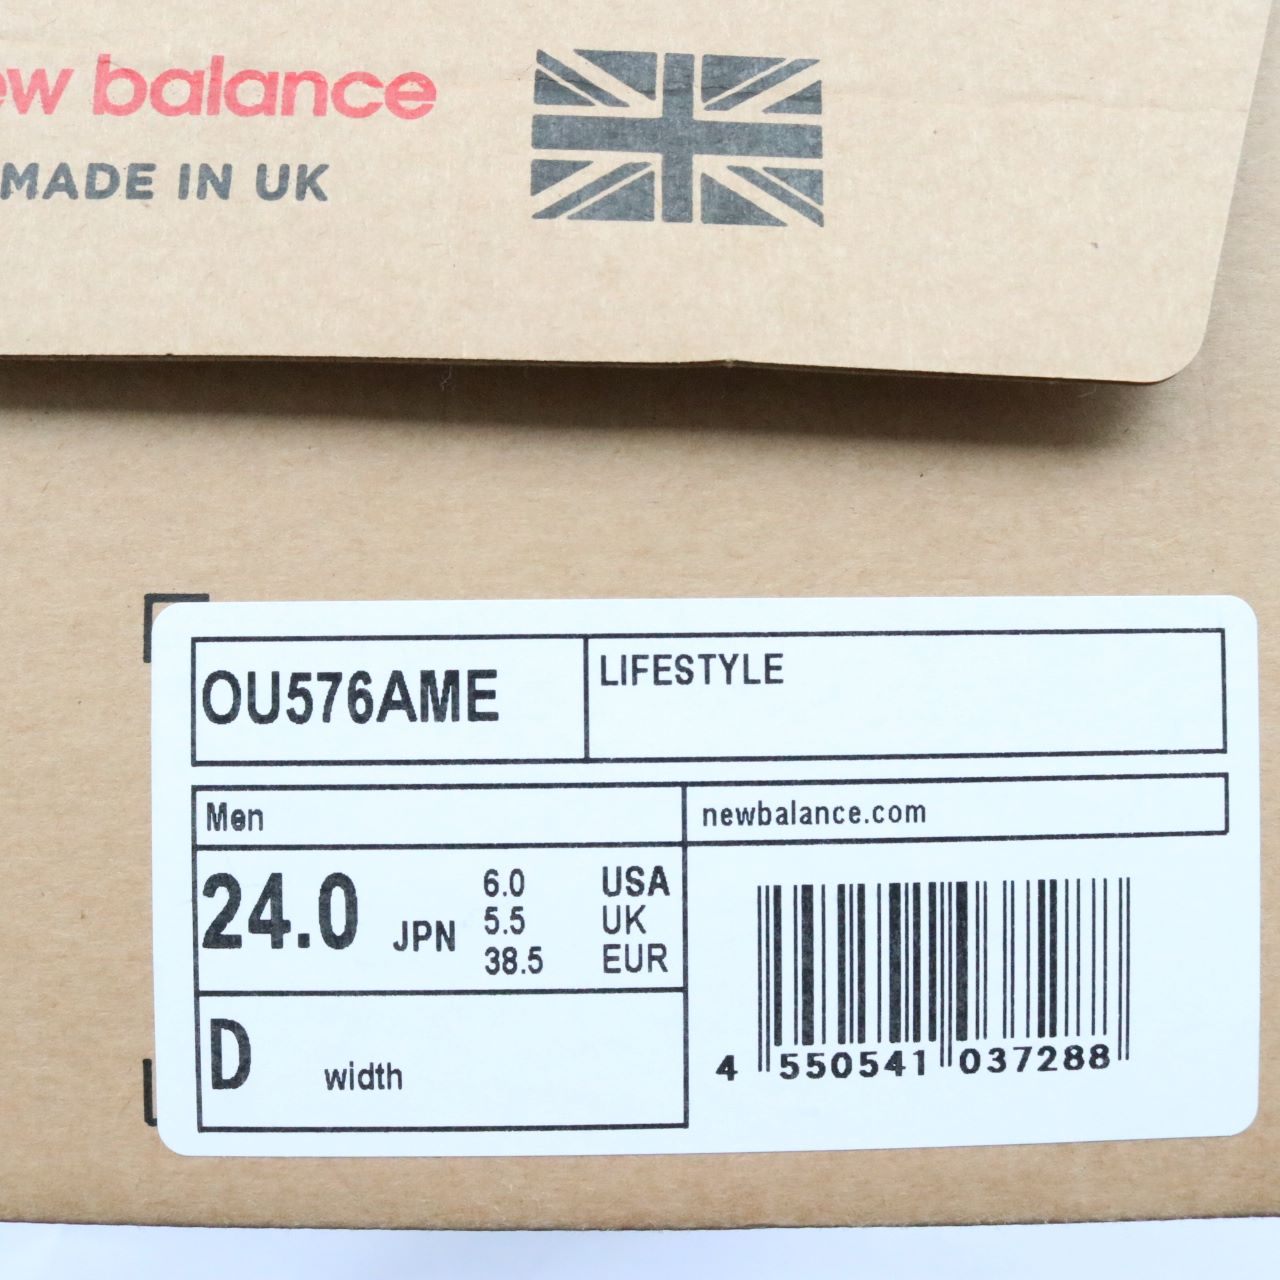 ew balance
MADE IN UK
OU576AME
LIFESTYLE
Men
newbalance.com
24.0 JPN
6.0 USA
5.5 UK
38.5 EUR
D width
4 550541 037288